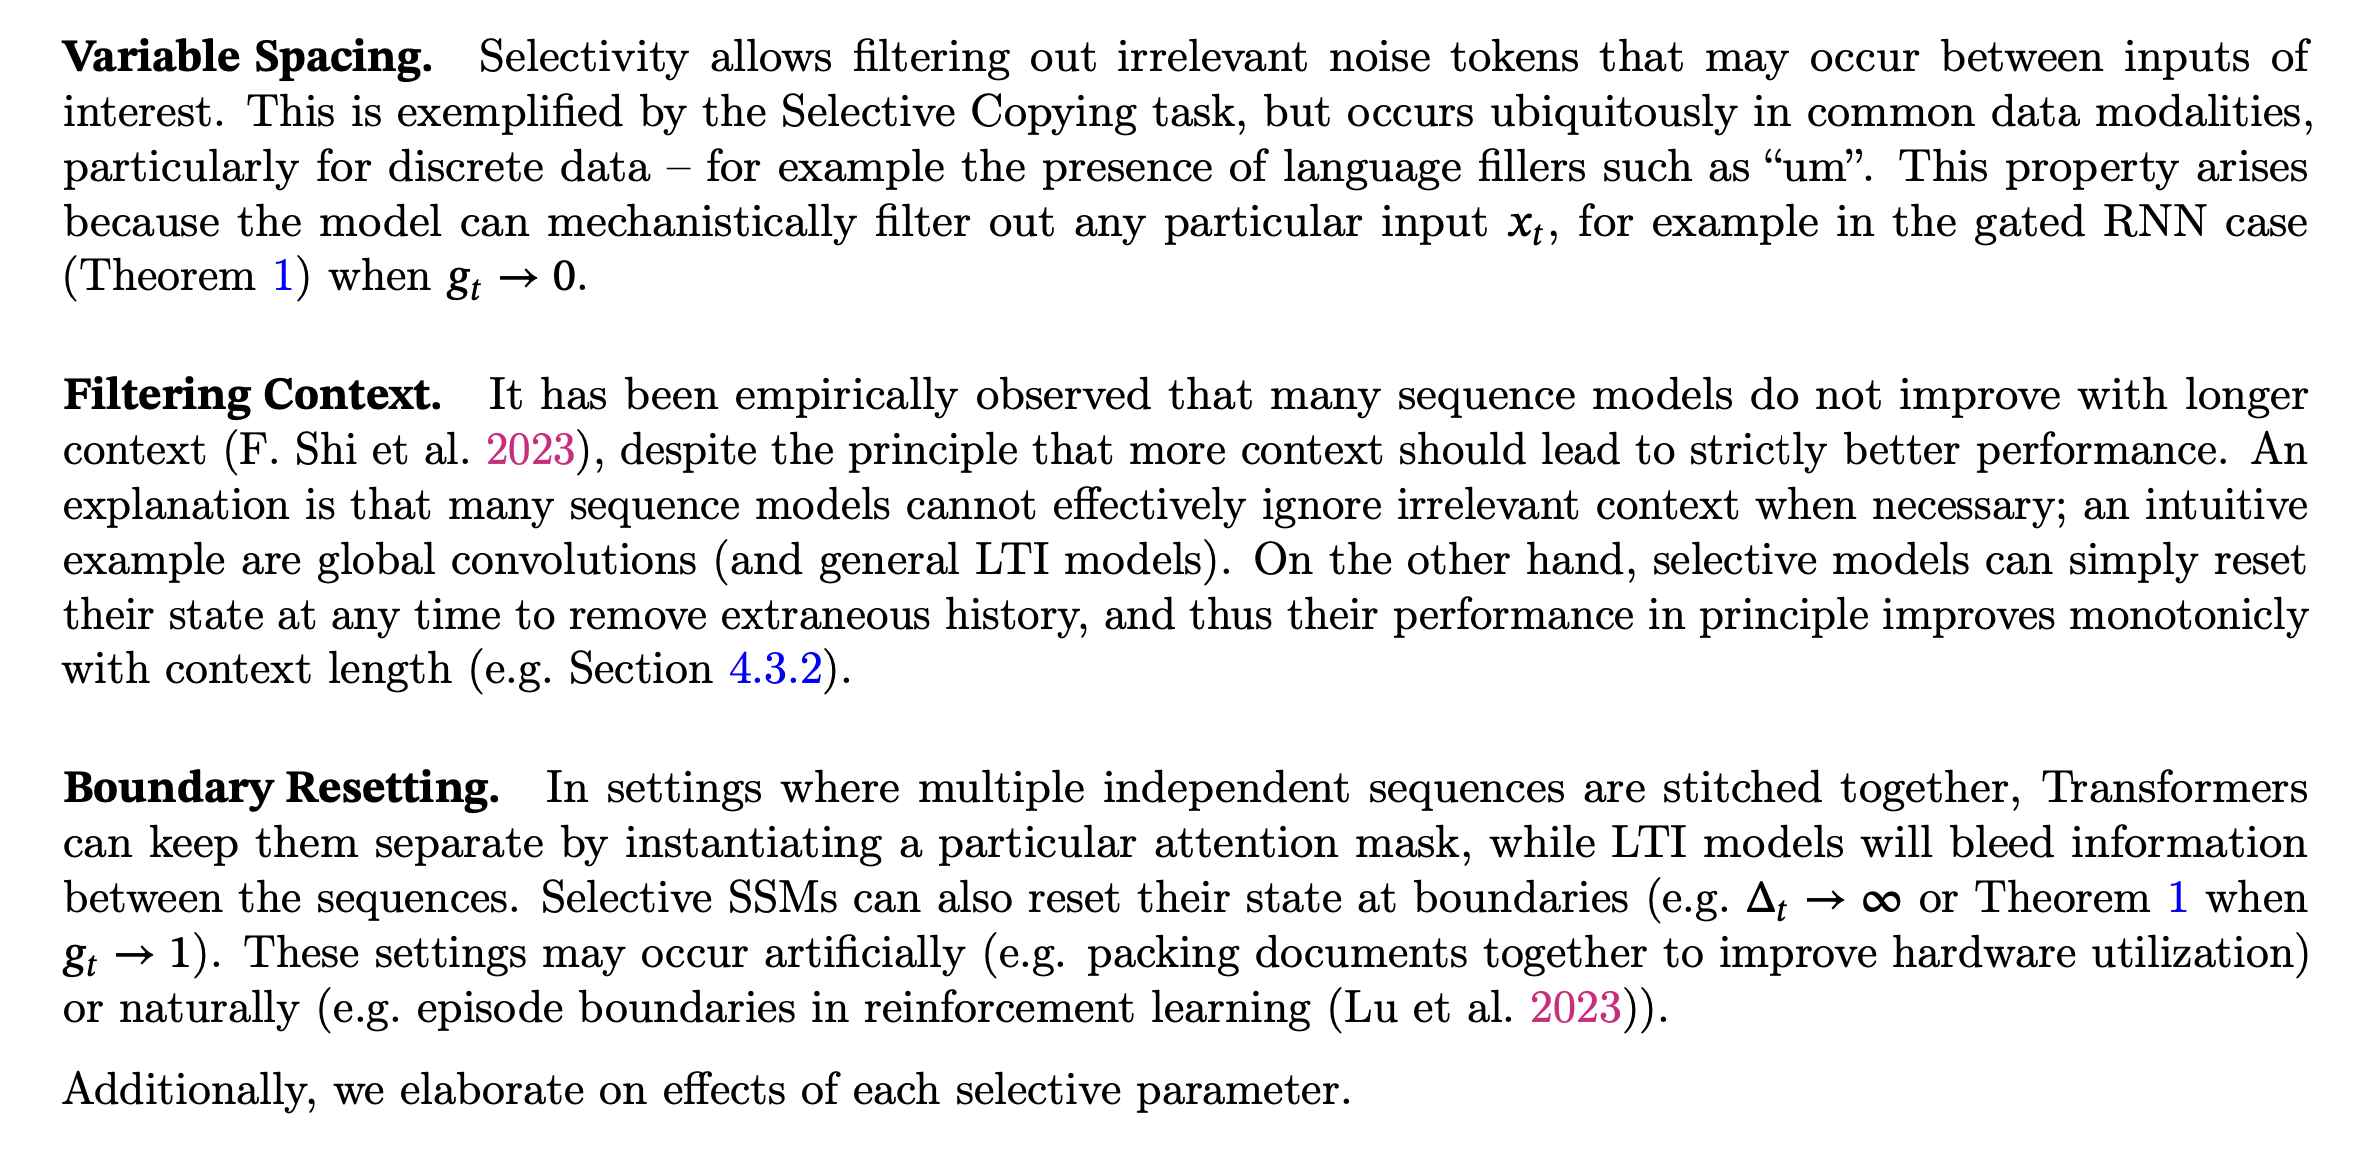 Variable Spacing. Selectivity allows filtering out irrelevant noise tokens that may occur between inputs of
interest. This is exemplified by the Selective Copying task, but occurs ubiquitously in common data modalities,
particularly for discrete data – for example the presence of language fillers such as “um”. This property arises
because the model can mechanistically filter out any particular input xₜ, for example in the gated RNN case
(Theorem 1) when gₜ → 0.
Filtering Context. It has been empirically observed that many sequence models do not improve with longer
context (F. Shi et al. 2023), despite the principle that more context should lead to strictly better performance. An
explanation is that many sequence models cannot effectively ignore irrelevant context when necessary; an intuitive
example are global convolutions (and general LTI models). On the other hand, selective models can simply reset
their state at any time to remove extraneous history, and thus their performance in principle improves monotonicly
with context length (e.g. Section 4.3.2).
Boundary Resetting. In settings where multiple independent sequences are stitched together, Transformers
can keep them separate by instantiating a particular attention mask, while LTI models will bleed information
between the sequences. Selective SSMs can also reset their state at boundaries (e.g. Δₜ → ∞ or Theorem 1 when
gₜ → 1). These settings may occur artificially (e.g. packing documents together to improve hardware utilization)
or naturally (e.g. episode boundaries in reinforcement learning (Lu et al. 2023)).
Additionally, we elaborate on effects of each selective parameter.